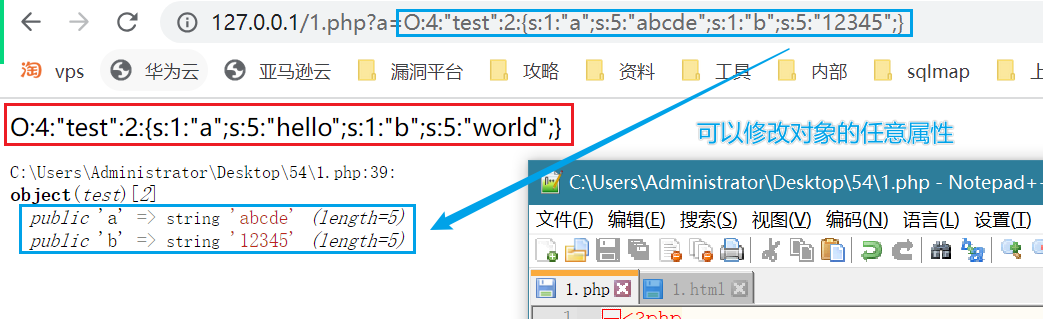 127.0.0.1/1.php?a=O:4:"test":2:{s:1:"a";s:5:"abcde";s:1:"b";s:5:"12345";}
淘 vps 华为云 亚马逊云 漏洞平台 攻略 资料 工具 内部 sqlmap 上
O:4:"test":2:{s:1:"a";s:5:"hello";s:1:"b";s:5:"world";}
可以修改对象的任意属性
C:\Users\Administrator\Desktop\54\1.php:39:
object(test)[2]
public 'a' => string 'abcde' (length=5)
public 'b' => string '12345' (length=5)
C:\Users\Administrator\Desktop\54\1.php - Notepad++
文件(F) 编辑(E) 搜索(S) 视图(V) 编码(N) 语言(L) 设置(T)
1.php 1.html
1 <?php